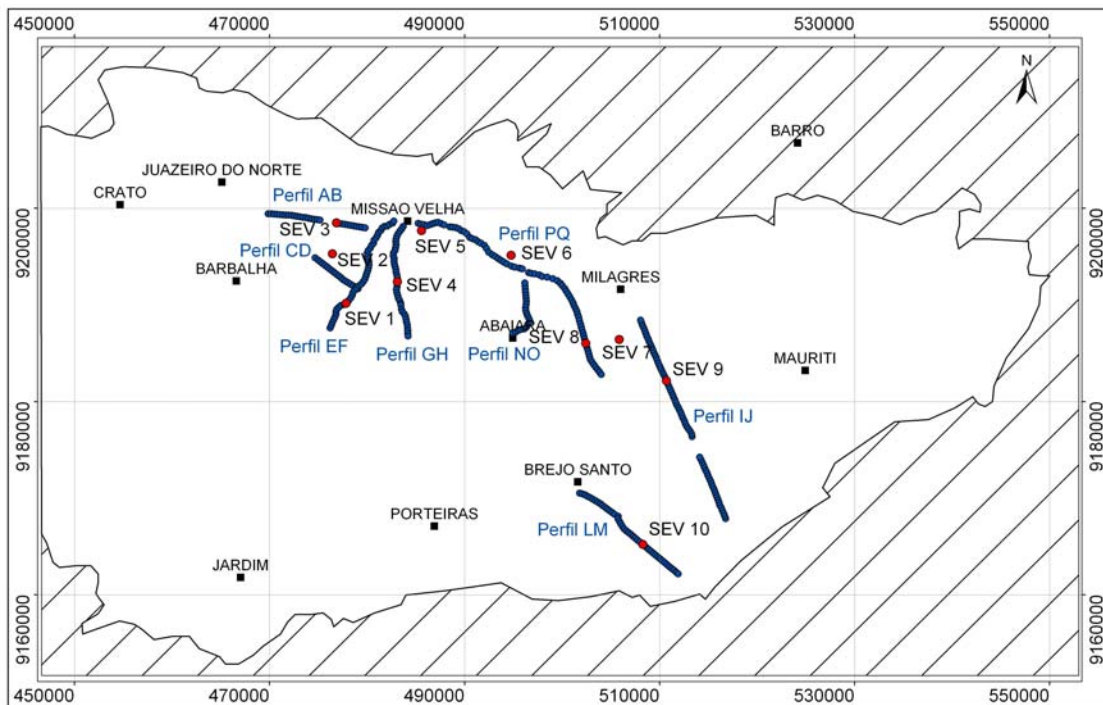 450000 470000 490000 510000 530000 550000
N
BARRO
JUAZEIRO DO NORTE
CRATO
Perfil AB
MISSAO VELHA
9200000
9200000
SEV 3
SEV 5
Perfil PQ
Perfil CD
SEV 2
SEV 6
BARBALHA
MILAGRES
SEV 4
SEV 1
ABAIARA
SEV 8
Perfil EF
Perfil GH
Perfil NO
SEV 7
MAURITI
SEV 9
9180000
9180000
Perfil IJ
BREJO SANTO
PORTEIRAS
Perfil LM
SEV 10
JARDIM
9160000
9160000
450000 470000 490000 510000 530000 550000